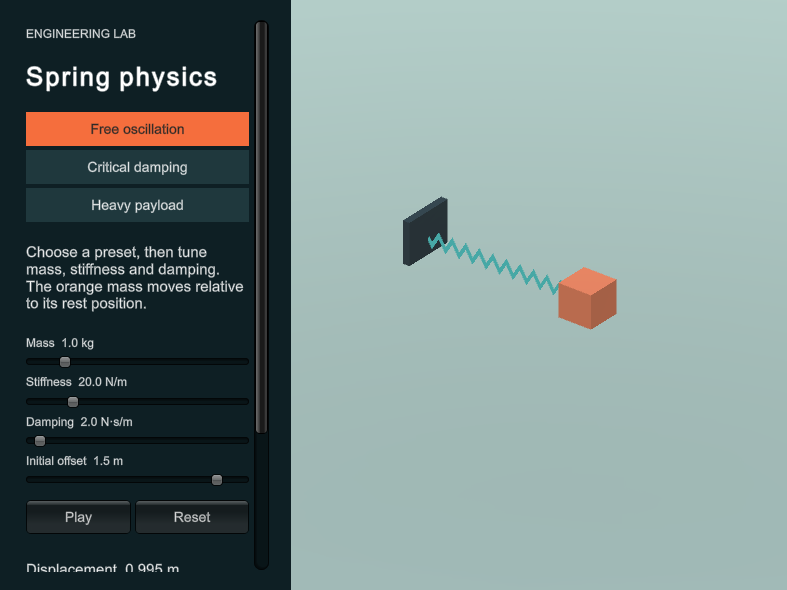 ENGINEERING LAB
Spring physics
Free oscillation
Critical damping
Heavy payload
Choose a preset, then tune
mass, stiffness and damping.
The orange mass moves relative
to its rest position.
Mass  1.0 kg
Stiffness  20.0 N/m
Damping  2.0 N·s/m
Initial offset  1.5 m
Play
Reset
Displacement  0.995 m